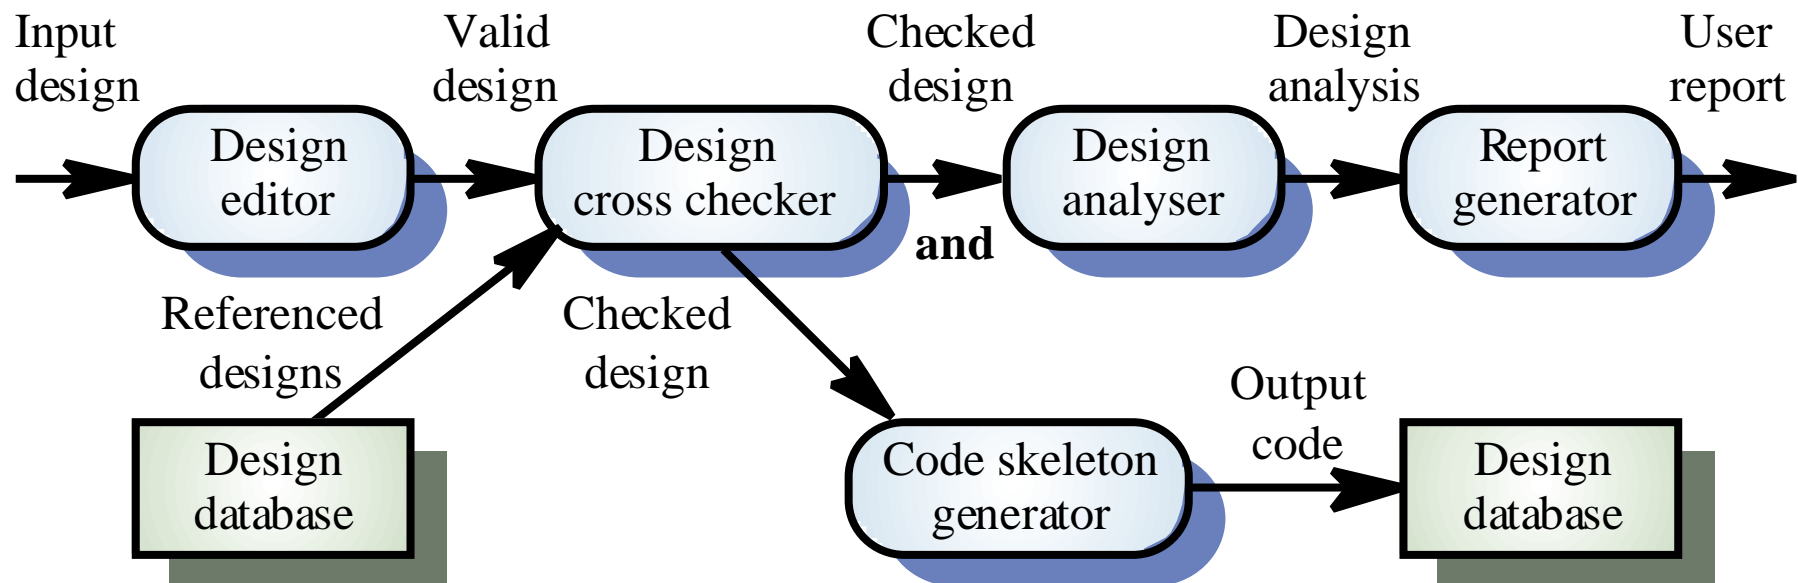 Input
design
Valid
design
Checked
design
Design
analysis
User
report
Design
editor
Design
cross checker
Design
analyser
Report
generator
and
Referenced
designs
Checked
design
Output
code
Design
database
Code skeleton
generator
Design
database